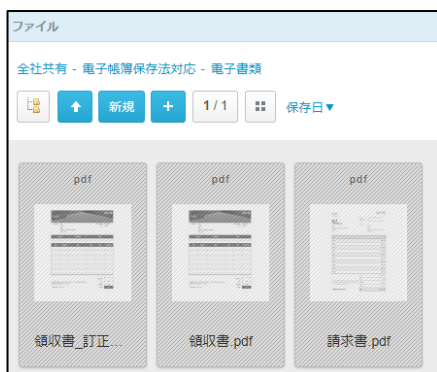 ファイル
全社共有 - 電子帳簿保存法対応 - 電子書類
新規 + 1 / 1 保存日▼
pdf pdf pdf
領収書_訂正... 領収書.pdf 請求書.pdf